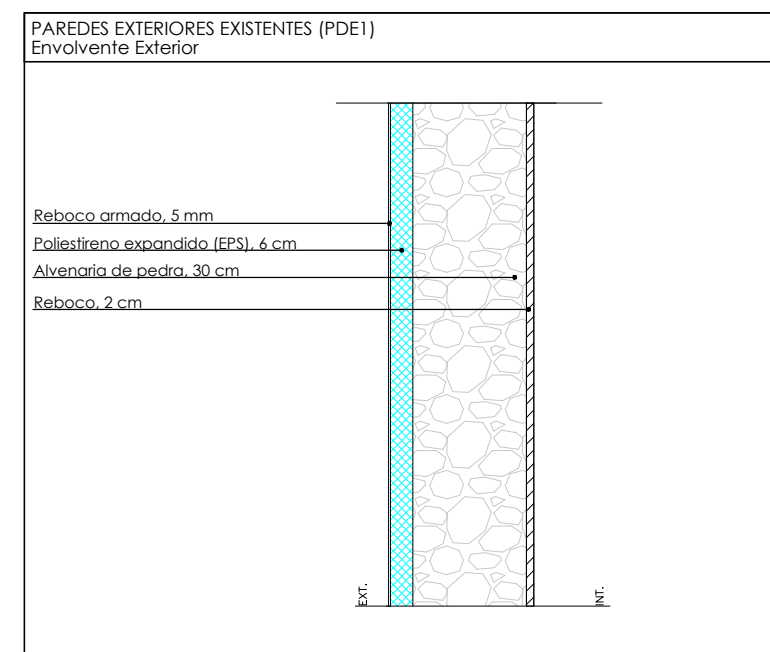 PAREDES EXTERIORES EXISTENTES (PDE1)
Envolvente Exterior
Reboco armado, 5 mm
Poliestireno expandido (EPS), 6 cm
Alvenaria de pedra, 30 cm
Reboco, 2 cm
EXT.
INT.